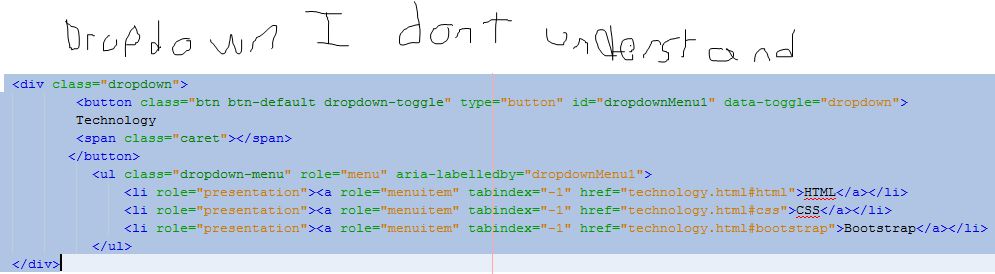 Dropdown I dont understand
<div class="dropdown">
<button class="btn btn-default dropdown-toggle" type="button" id="dropdownMenu1" data-toggle="dropdown">
Technology
<span class="caret"></span>
</button>
<ul class="dropdown-menu" role="menu" aria-labelledby="dropdownMenu1">
<li role="presentation"><a role="menuitem" tabindex="-1" href="technology.html#html">HTML</a></li>
<li role="presentation"><a role="menuitem" tabindex="-1" href="technology.html#css">CSS</a></li>
<li role="presentation"><a role="menuitem" tabindex="-1" href="technology.html#bootstrap">Bootstrap</a></li>
</ul>
</div>